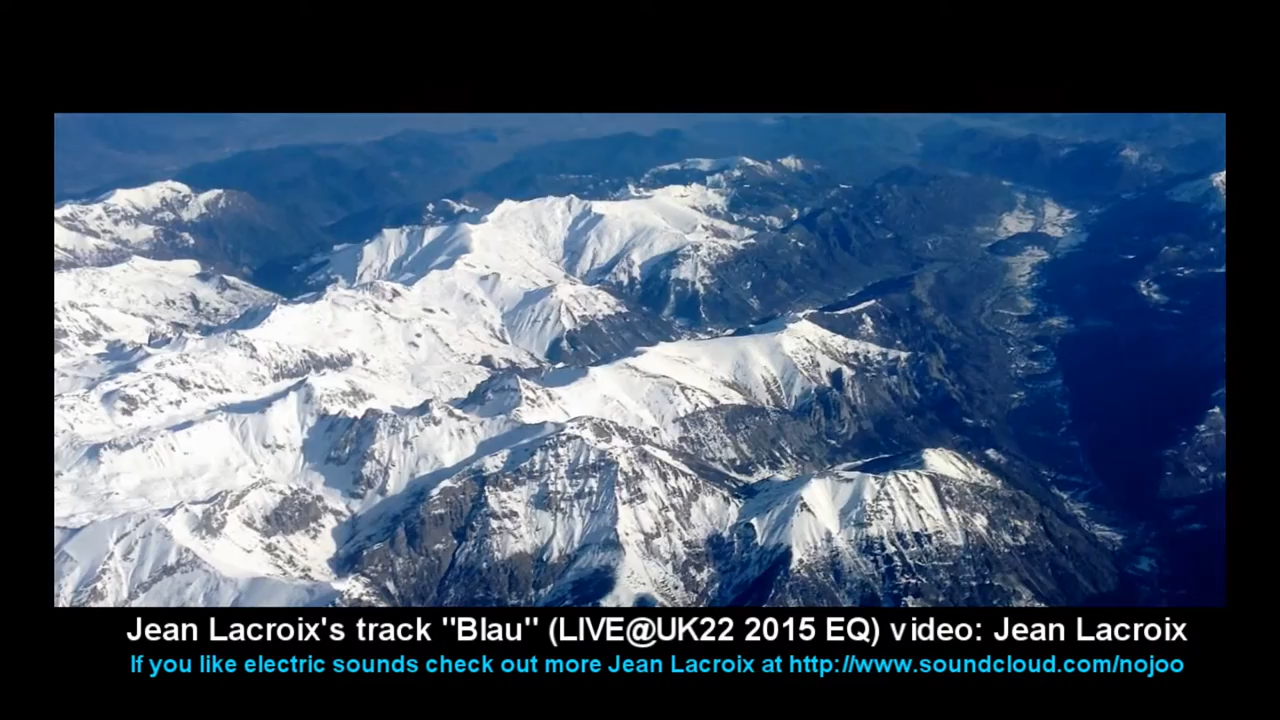 Jean Lacroix's track "Blau" (LIVE@UK22 2015 EQ) video: Jean Lacroix
If you like electric sounds check out more Jean Lacroix at http://www.soundcloud.com/nojoo